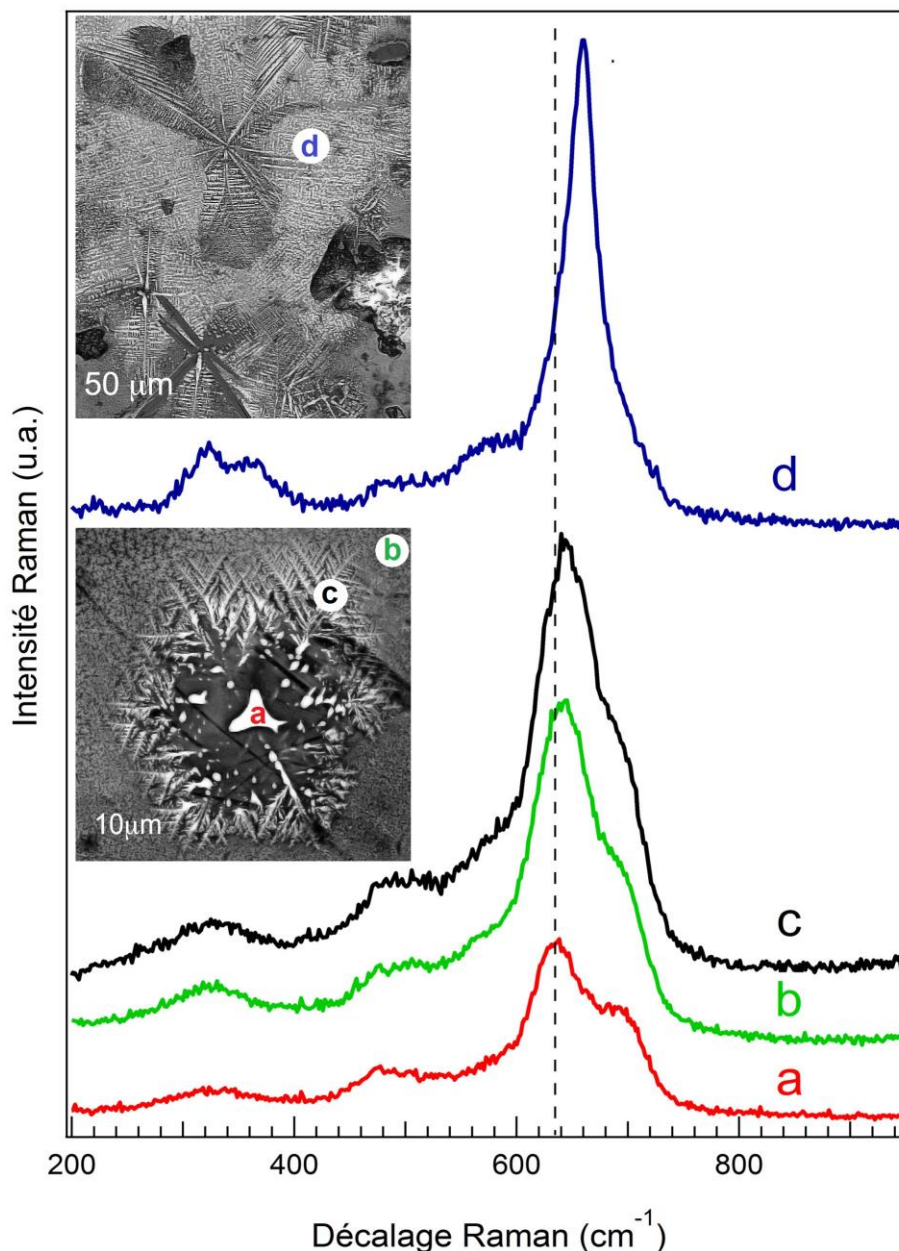 d
50 μm
d
b
c
a
10μm
c
b
a
Intensité Raman (u.a.)
200 400 600 800
Décalage Raman (cm⁻¹)